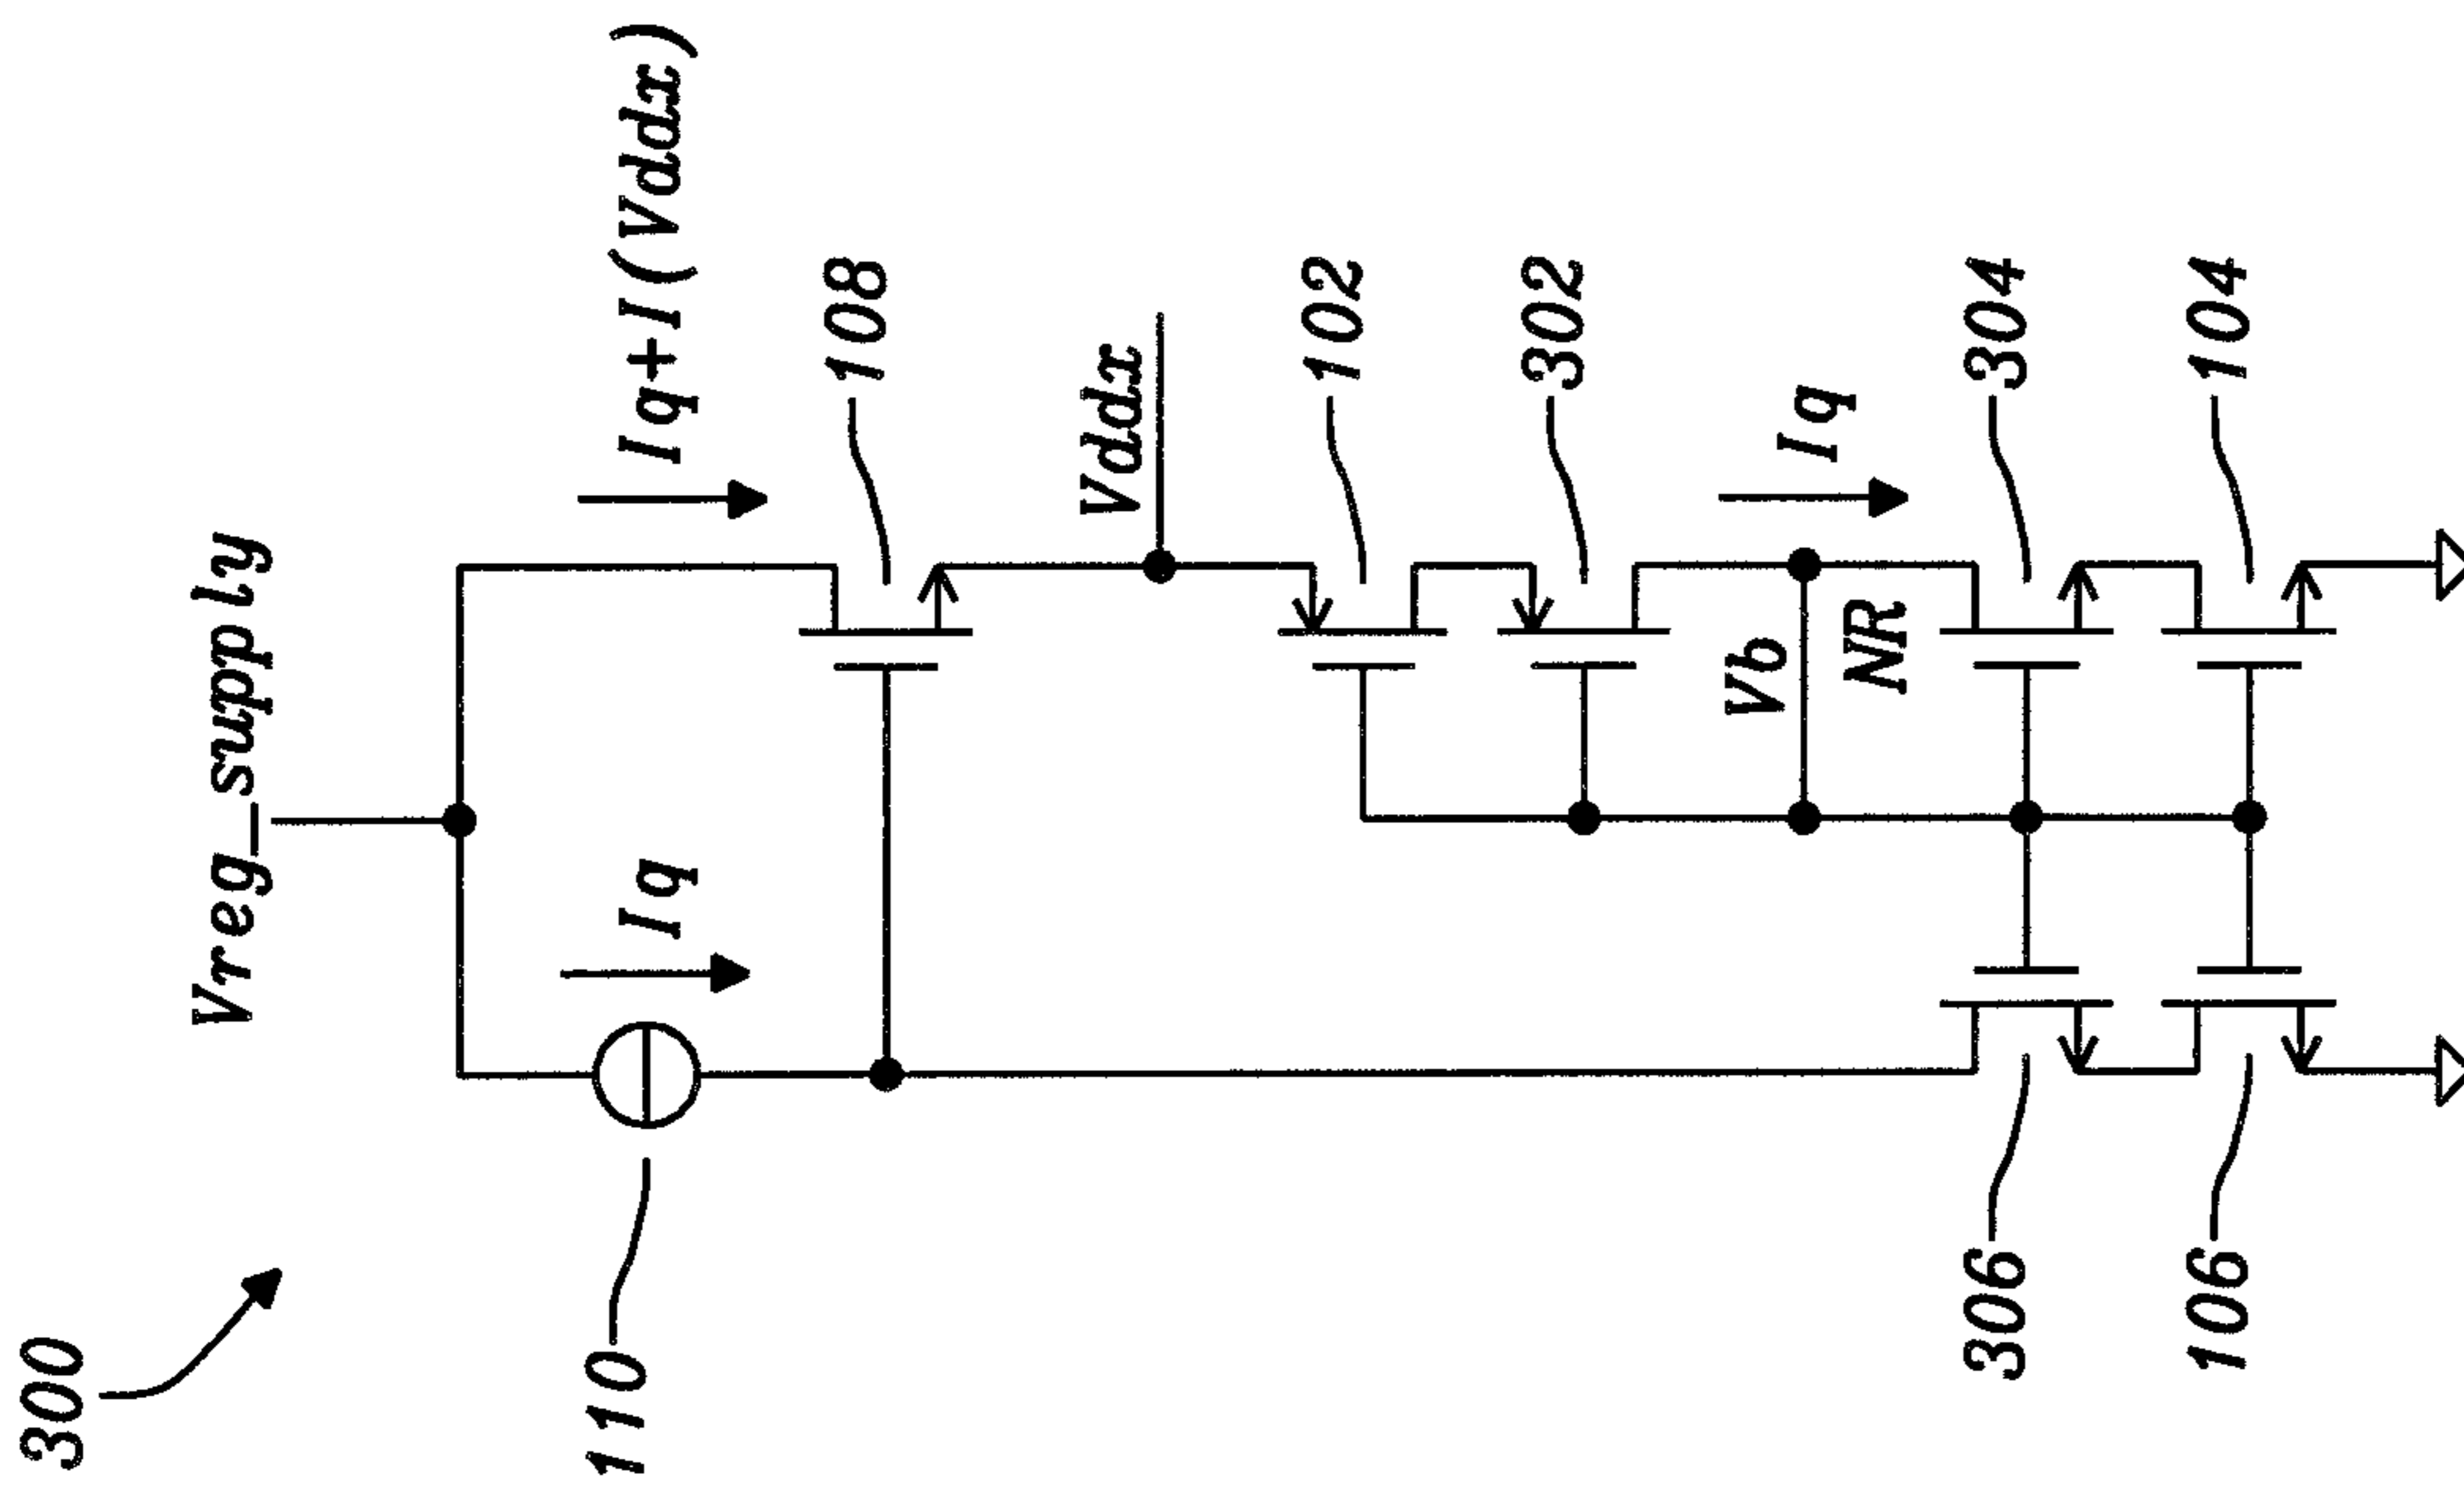 300
Vreg_supply
110
Iq
Iq+I(Vddx)
108
Vddx
102
302
Vb
Iq
NR
306
304
106
104